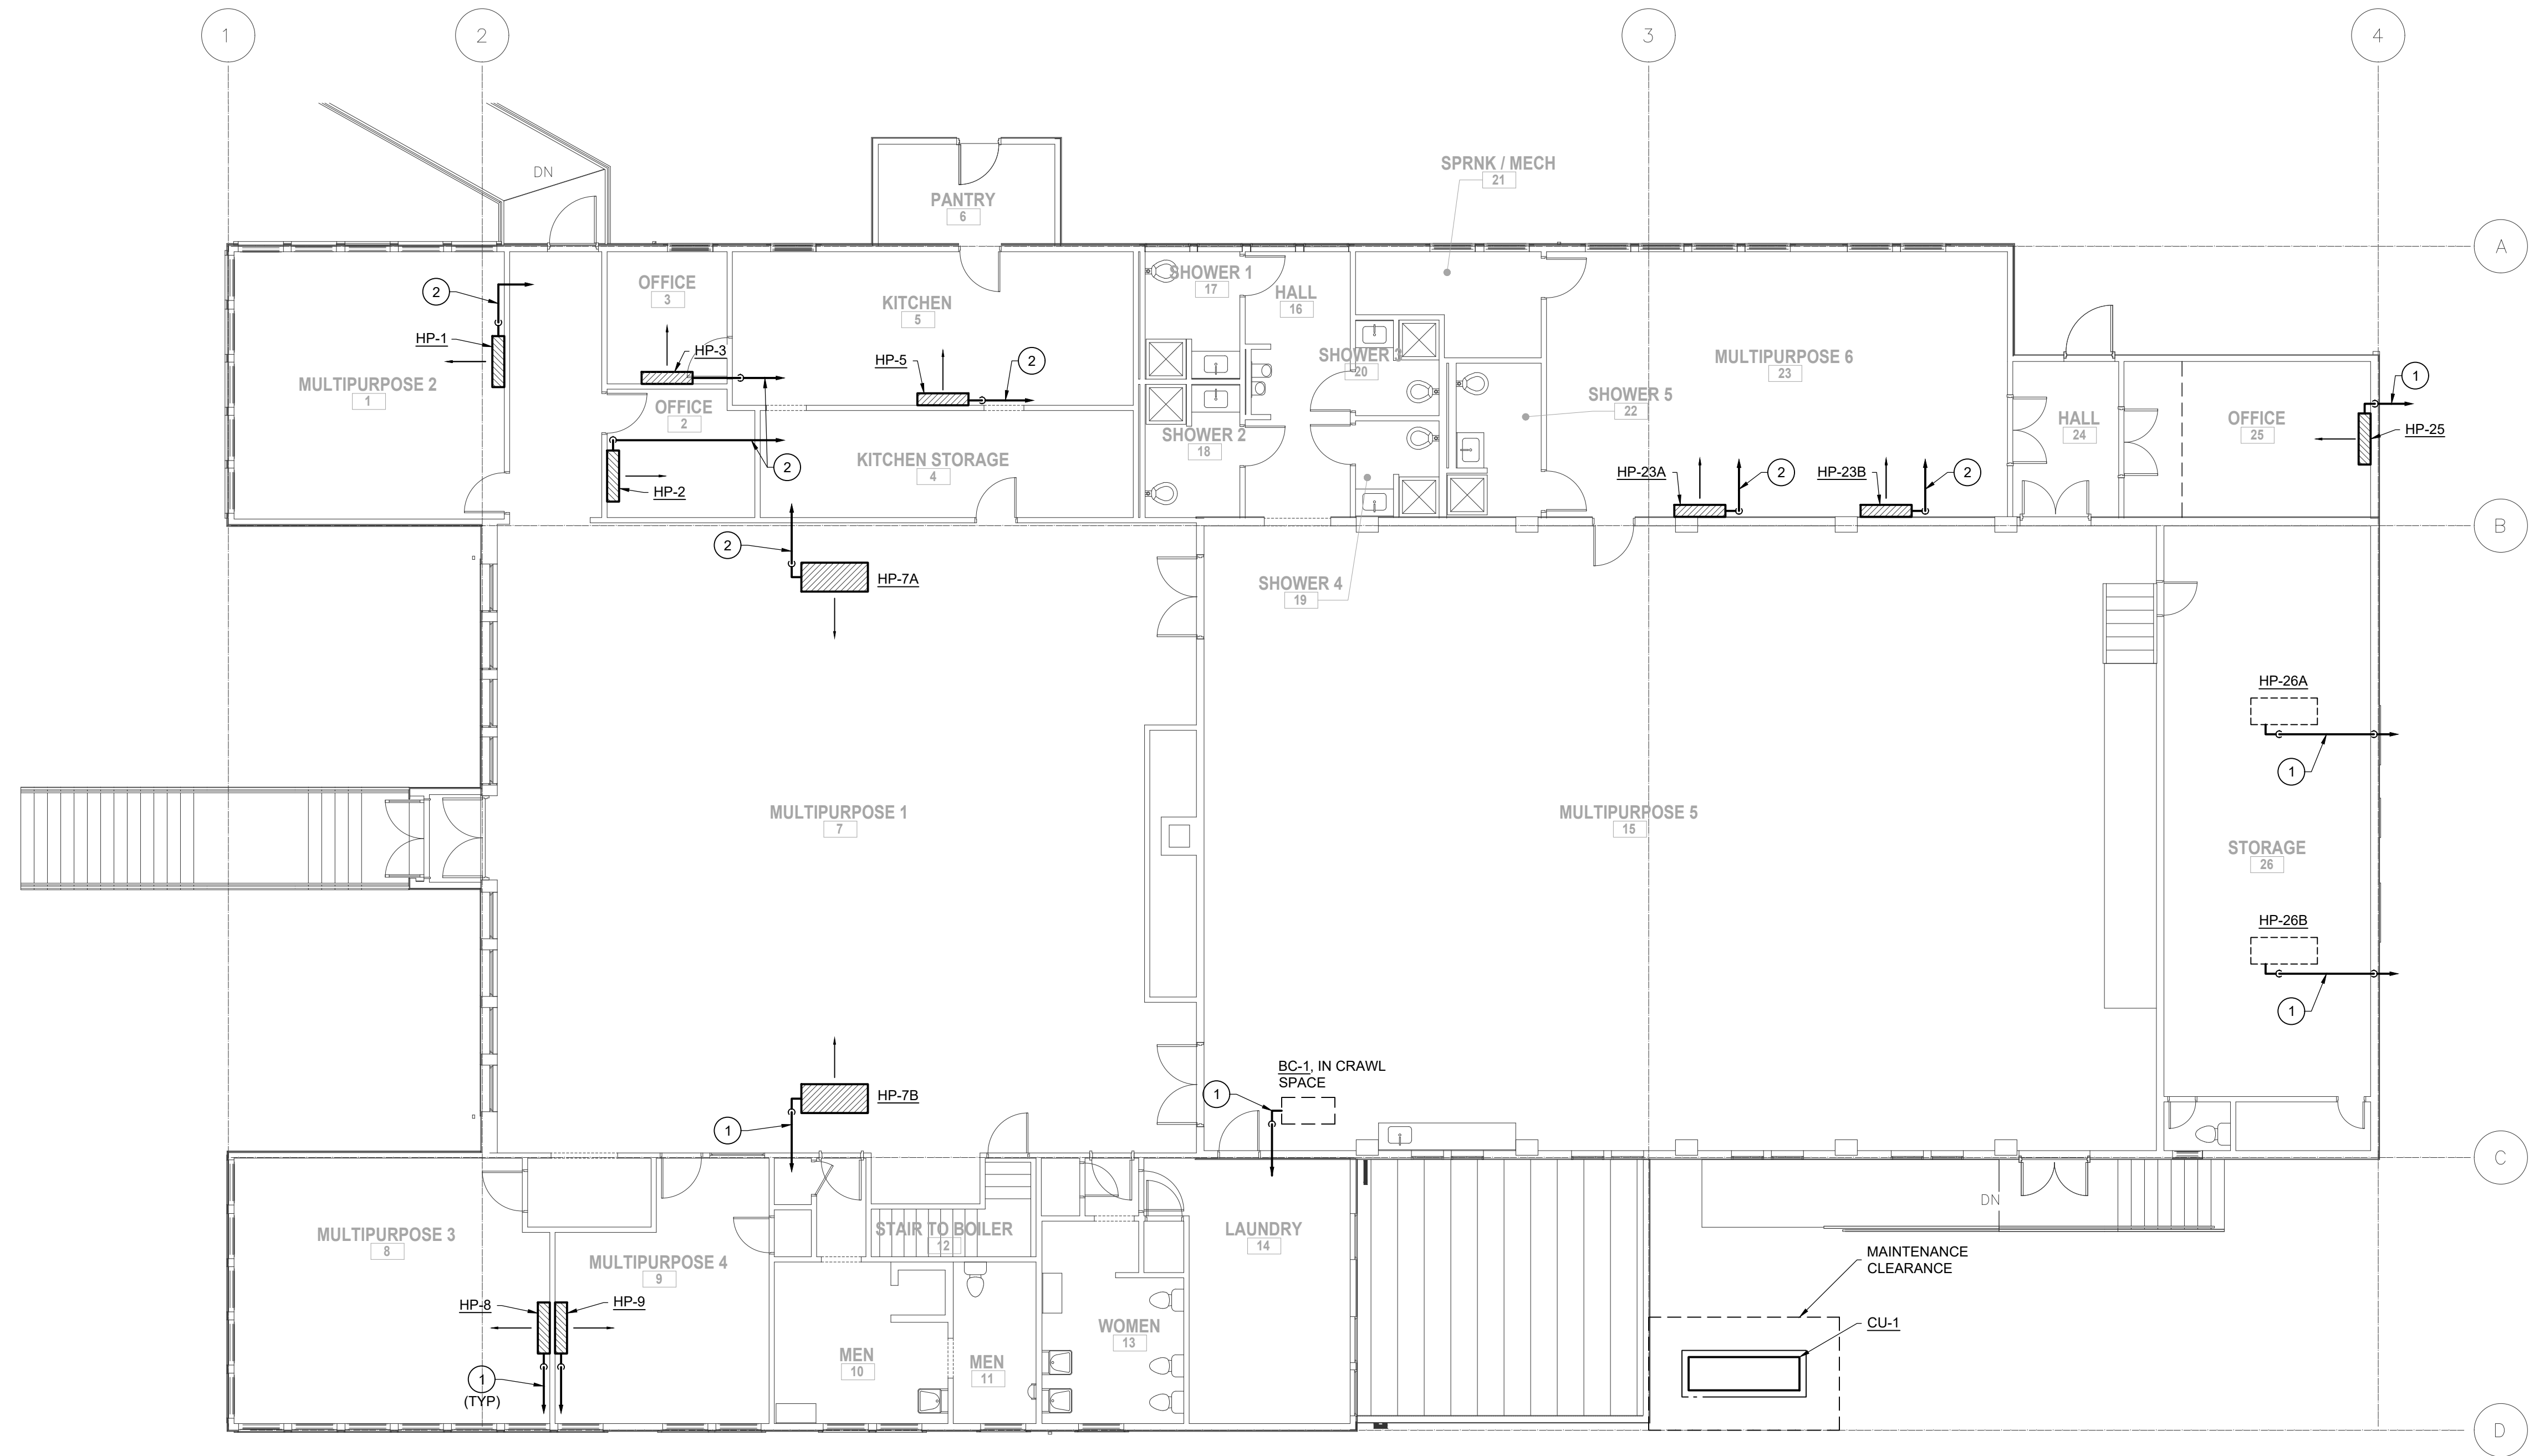 1
2
3
4
DN
SPRNK / MECH
21
PANTRY
6
A
2
OFFICE
3
KITCHEN
5
SHOWER 1
17
HALL
16
HP-1
HP-3
HP-5
2
SHOWER 3
20
MULTIPURPOSE 6
23
MULTIPURPOSE 2
1
OFFICE
2
SHOWER 5
22
1
HALL
24
OFFICE
25
HP-25
SHOWER 2
18
KITCHEN STORAGE
4
2
HP-2
HP-23A
2
HP-23B
2
B
2
HP-7A
SHOWER 4
19
HP-26A
1
MULTIPURPOSE 1
7
MULTIPURPOSE 5
15
STORAGE
26
HP-26B
1
BC-1, IN CRAWL
SPACE
1
HP-7B
1
C
DN
MULTIPURPOSE 3
8
STAIR TO BOILER
12
LAUNDRY
14
MULTIPURPOSE 4
9
MAINTENANCE
CLEARANCE
HP-8
HP-9
WOMEN
13
CU-1
MEN
10
MEN
11
1
(TYP)
D